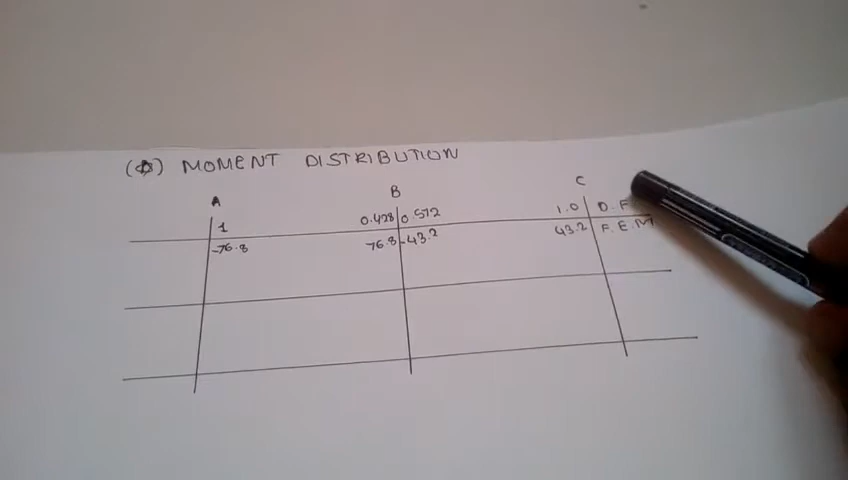 (A) MOMENT DISTRIBUTION
A B C
1 0.428 0.572 1.0 D.F
-76.8 76.8 -43.2 43.2 F.E.M